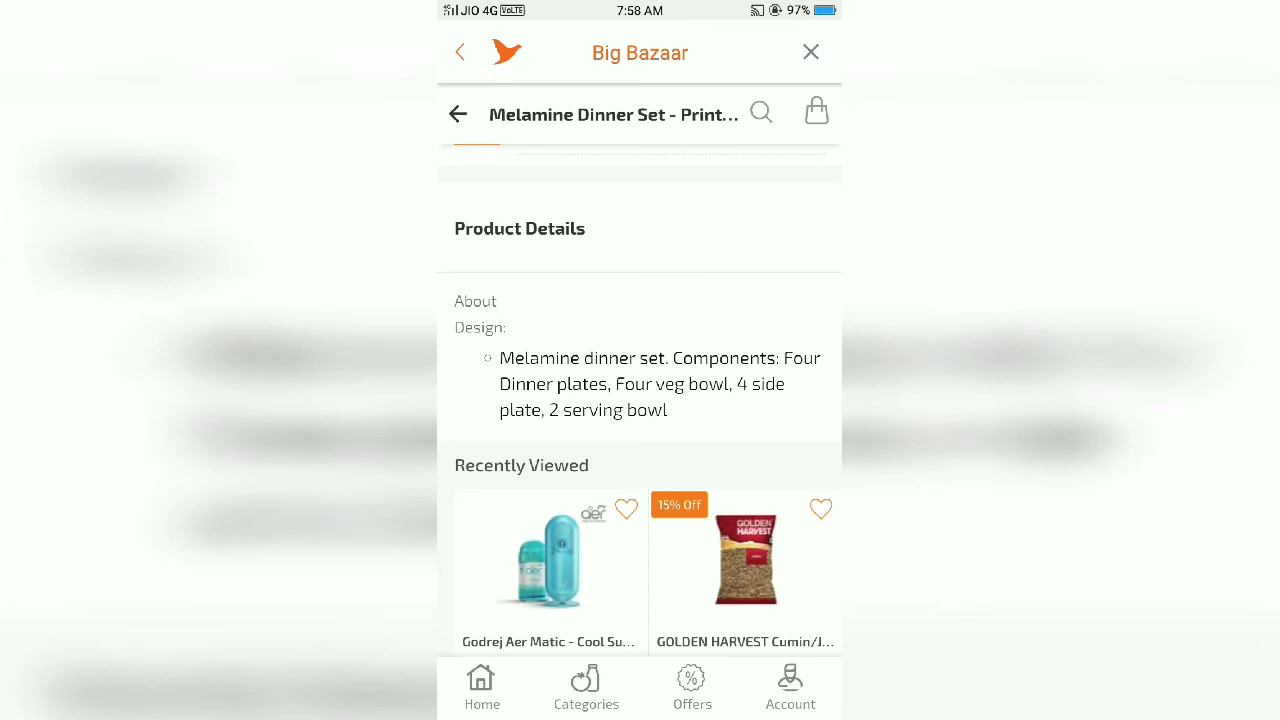 JIO 4G VoLTE 7:58 AM 97%
Big Bazaar
Melamine Dinner Set - Print...
Product Details
About
Design:
Melamine dinner set. Components: Four
Dinner plates, Four veg bowl, 4 side
plate, 2 serving bowl
Recently Viewed
aer
15% Off
GOLDEN
HARVEST
aer
Godrej Aer Matic - Cool Su...
GOLDEN HARVEST Cumin/J...
Home
Categories
Offers
Account